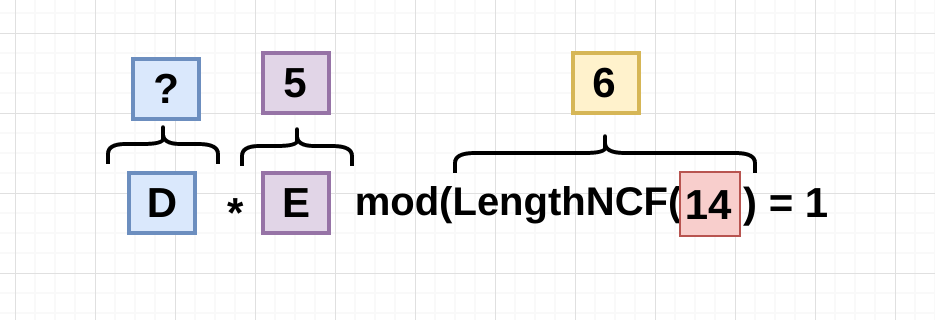 ? 5 6
D * E mod(LengthNCF(14) = 1